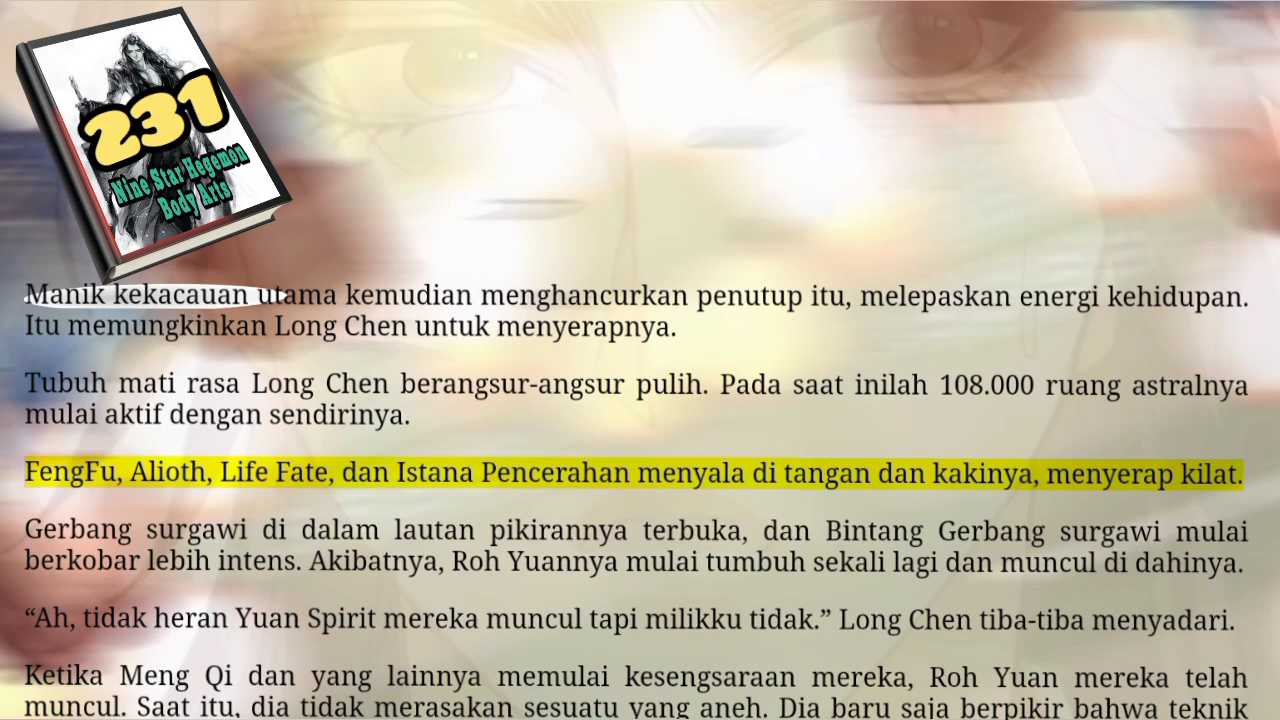 231
Nine Star Hegemon
Body Arts
Manik kekacauan utama kemudian menghancurkan penutup itu, melepaskan energi kehidupan.
Itu memungkinkan Long Chen untuk menyerapnya.
Tubuh mati rasa Long Chen berangsur-angsur pulih. Pada saat inilah 108.000 ruang astralnya
mulai aktif dengan sendirinya.
FengFu, Alioth, Life Fate, dan Istana Pencerahan menyala di tangan dan kakinya, menyerap kilat.
Gerbang surgawi di dalam lautan pikirannya terbuka, dan Bintang Gerbang surgawi mulai
berkobar lebih intens. Akibatnya, Roh Yuannya mulai tumbuh sekali lagi dan muncul di dahinya.
“Ah, tidak heran Yuan Spirit mereka muncul tapi milikku tidak.” Long Chen tiba-tiba menyadari.
Ketika Meng Qi dan yang lainnya memulai kesengsaraan mereka, Roh Yuan mereka telah
muncul. Saat itu, dia tidak merasakan sesuatu yang aneh. Dia baru saja berpikir bahwa teknik